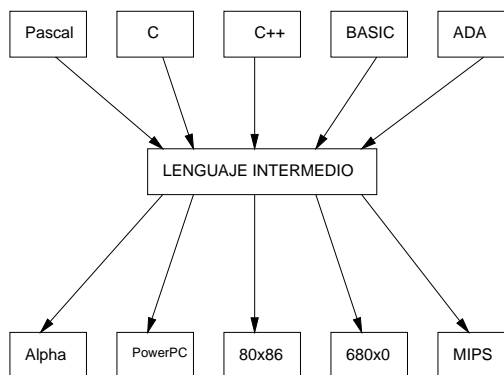 Pascal C C++ BASIC ADA
LENGUAJE INTERMEDIO
Alpha PowerPC 80x86 680x0 MIPS